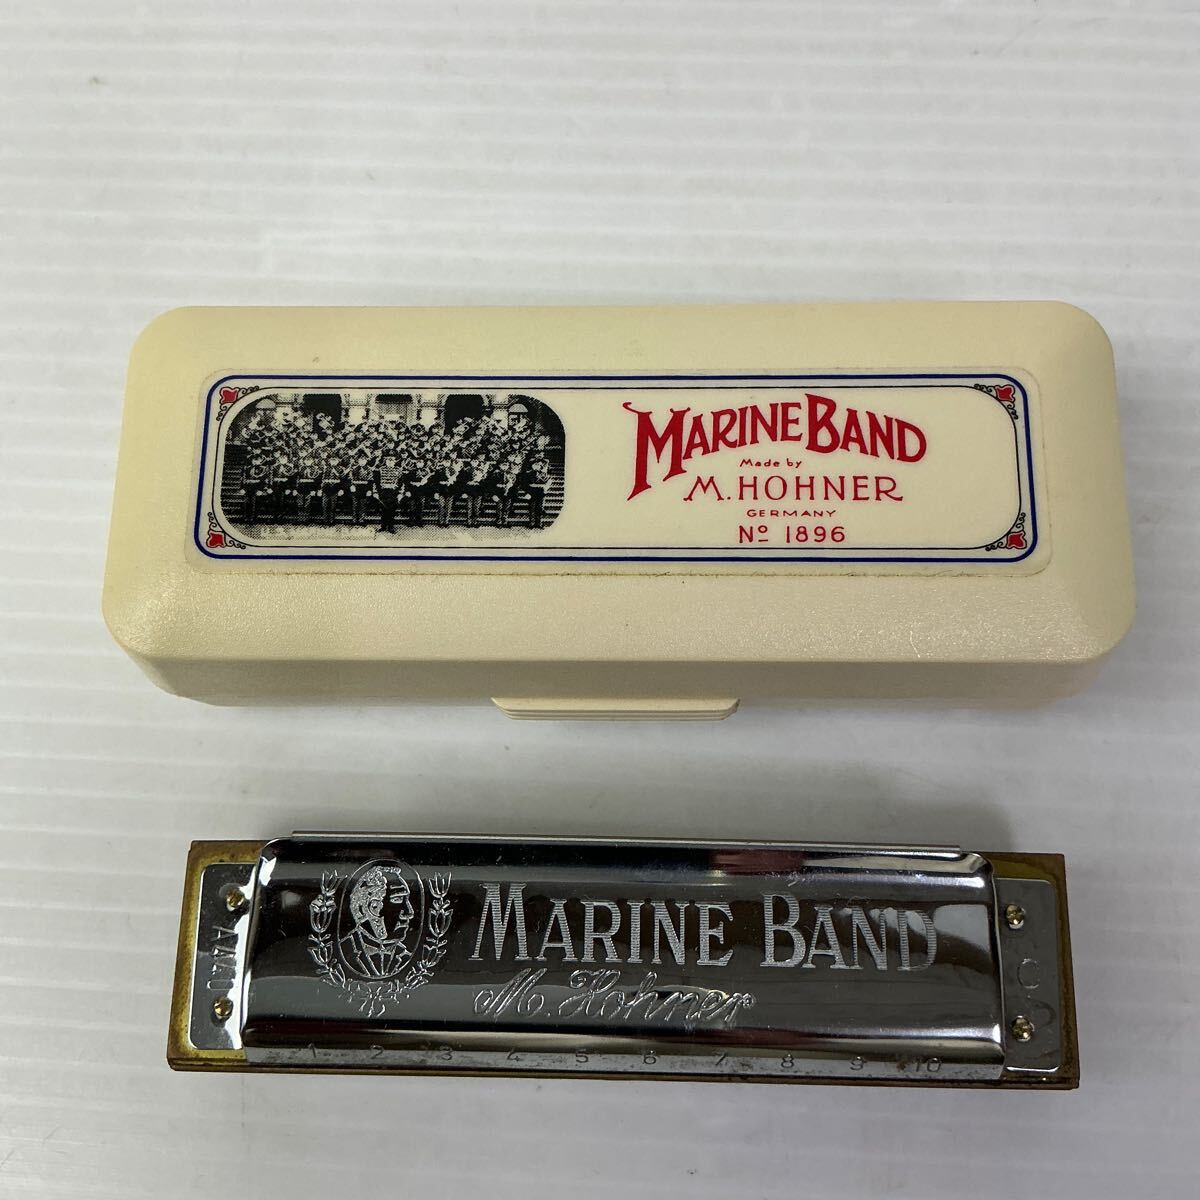 MARINE BAND
Made by
M. HOHNER
GERMANY
Nº 1896
MARINE BAND
M. Hohner
A440
C
1 2 3 4 5 6 7 8 9 10